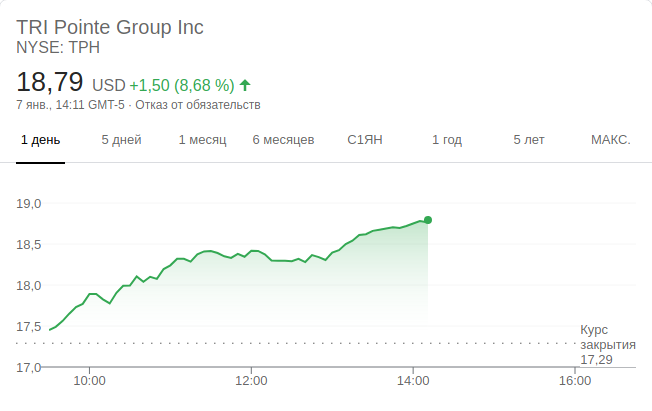 TRI Pointe Group Inc
NYSE: TPH
18,79 USD +1,50 (8,68 %)
7 янв., 14:11 GMT-5 · Отказ от обязательств
1 день 5 дней 1 месяц 6 месяцев С1ЯН 1 год 5 лет МАКС.
19,0
18,5
18,0
17,5
Курс
закрытия
17,29
17,0
10:00 12:00 14:00 16:00